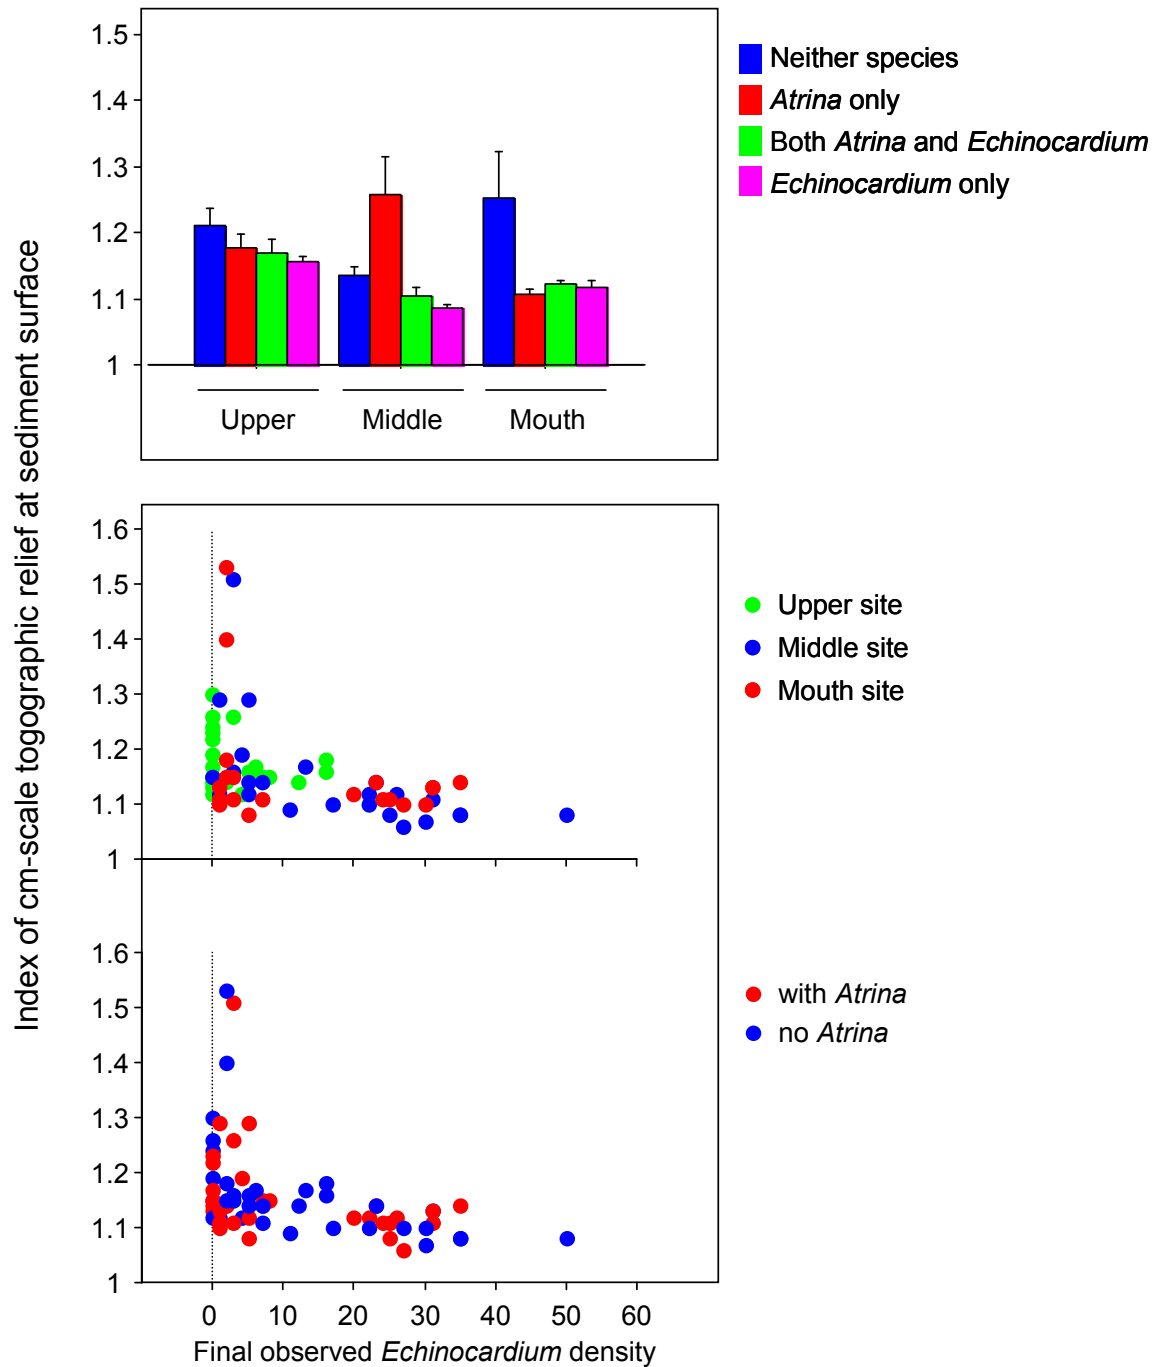 Index of cm-scale togographic relief at sediment surface
1.5
1.4
1.3
1.2
1.1
1
Upper Middle Mouth
Neither species
Atrina only
Both Atrina and Echinocardium
Echinocardium only
1.6
1.5
1.4
1.3
1.2
1.1
1
Upper site
Middle site
Mouth site
1.6
1.5
1.4
1.3
1.2
1.1
1
0 10 20 30 40 50 60
Final observed Echinocardium density
with Atrina
no Atrina